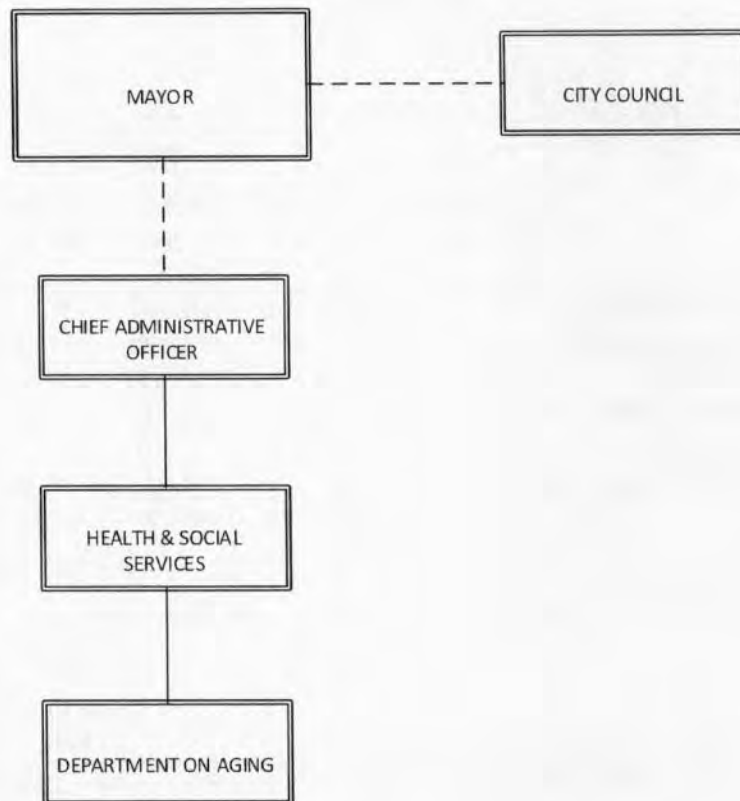 MAYOR
CITY COUNCIL
CHIEF ADMINISTRATIVE
OFFICER
HEALTH & SOCIAL
SERVICES
DEPARTMENT ON AGING